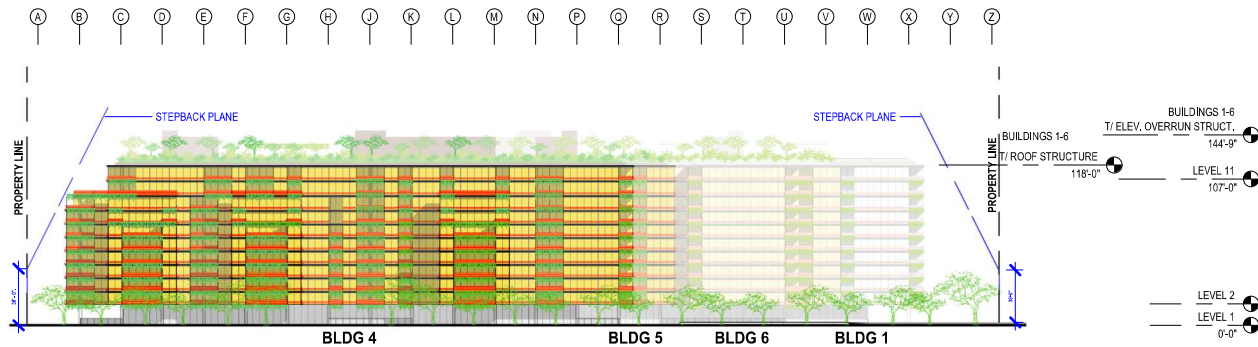 A B C D E F G H J K L M N P Q R S T U V W X Y Z
STEPBACK PLANE
STEPBACK PLANE
PROPERTY LINE
PROPERTY LINE
BUILDINGS 1-6
T/ ELEV. OVERRUN STRUCT.
144'-9"
BUILDINGS 1-6
T/ ROOF STRUCTURE
118'-0"
LEVEL 11
107'-0"
LEVEL 2
LEVEL 1
0'-0"
BLDG 4 BLDG 5 BLDG 6 BLDG 1